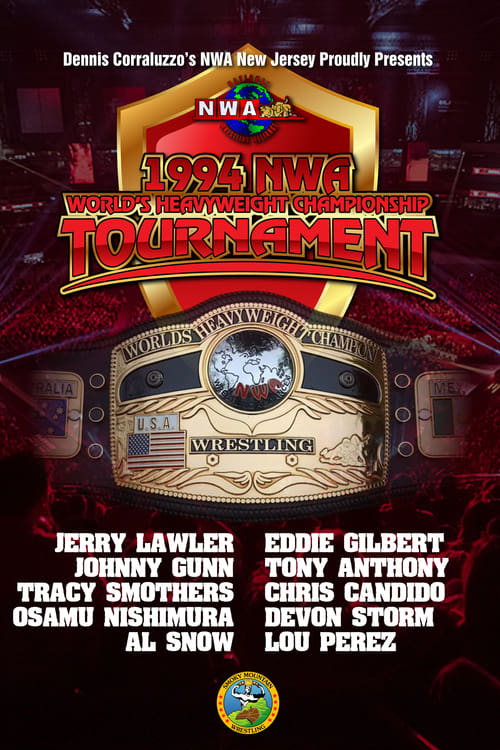 Dennis Corraluzzo's NWA New Jersey Proudly Presents
NWA
1994 NWA
WORLD'S HEAVYWEIGHT CHAMPIONSHIP
TOURNAMENT
WORLDS HEAVYWEIGHT CHAMPION
NWA
U.S.A.
WRESTLING
JERRY LAWLER
JOHNNY GUNN
TRACY SMOTHERS
OSAMU NISHIMURA
AL SNOW
EDDIE GILBERT
TONY ANTHONY
CHRIS CANDIDO
DEVON STORM
LOU PEREZ
SMOKY MOUNTAIN
WRESTLING